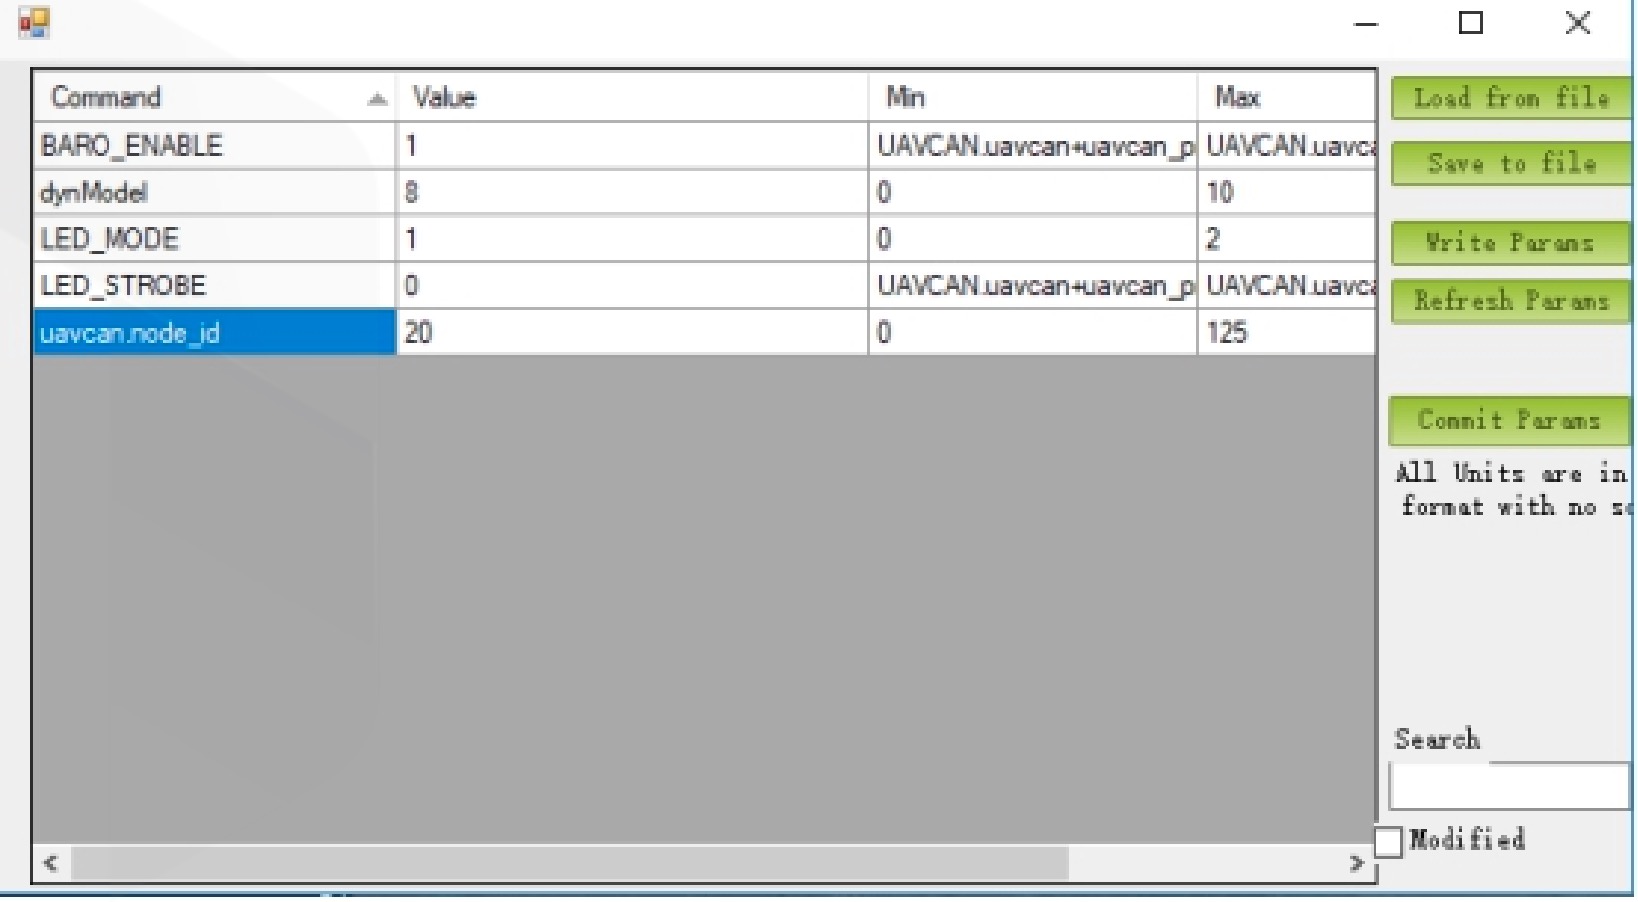 Command Value Min Max
BARO_ENABLE 1 UAVCAN.uavcan+uavcan_p UAVCAN.uavca
dynModel 8 0 10
LED_MODE 1 0 2
LED_STROBE 0 UAVCAN.uavcan+uavcan_p UAVCAN.uavca
uavcan.node_id 20 0 125
Load from file
Save to file
Write Params
Refresh Params
Commit Params
All Units are in
format with no sc
Search
Modified